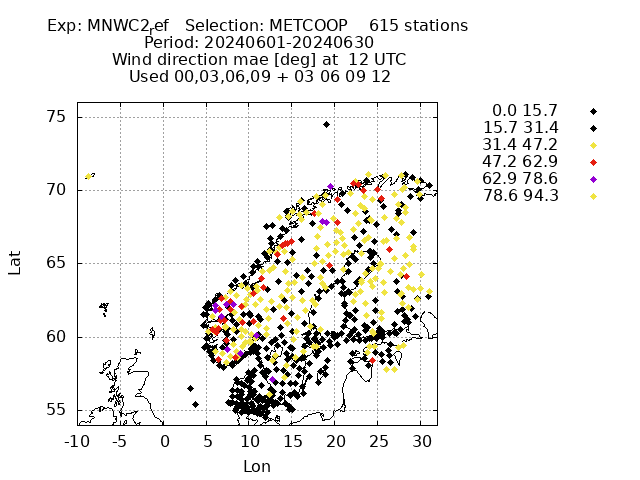 Exp: MNWC2ref   Selection: METCOOP    615 stations
Period: 20240601-20240630
Wind direction mae [deg] at  12 UTC
Used 00,03,06,09 + 03 06 09 12
0.0 15.7
15.7 31.4
31.4 47.2
47.2 62.9
62.9 78.6
78.6 94.3
75
70
65
60
55
Lat
-10 -5 0 5 10 15 20 25 30
Lon